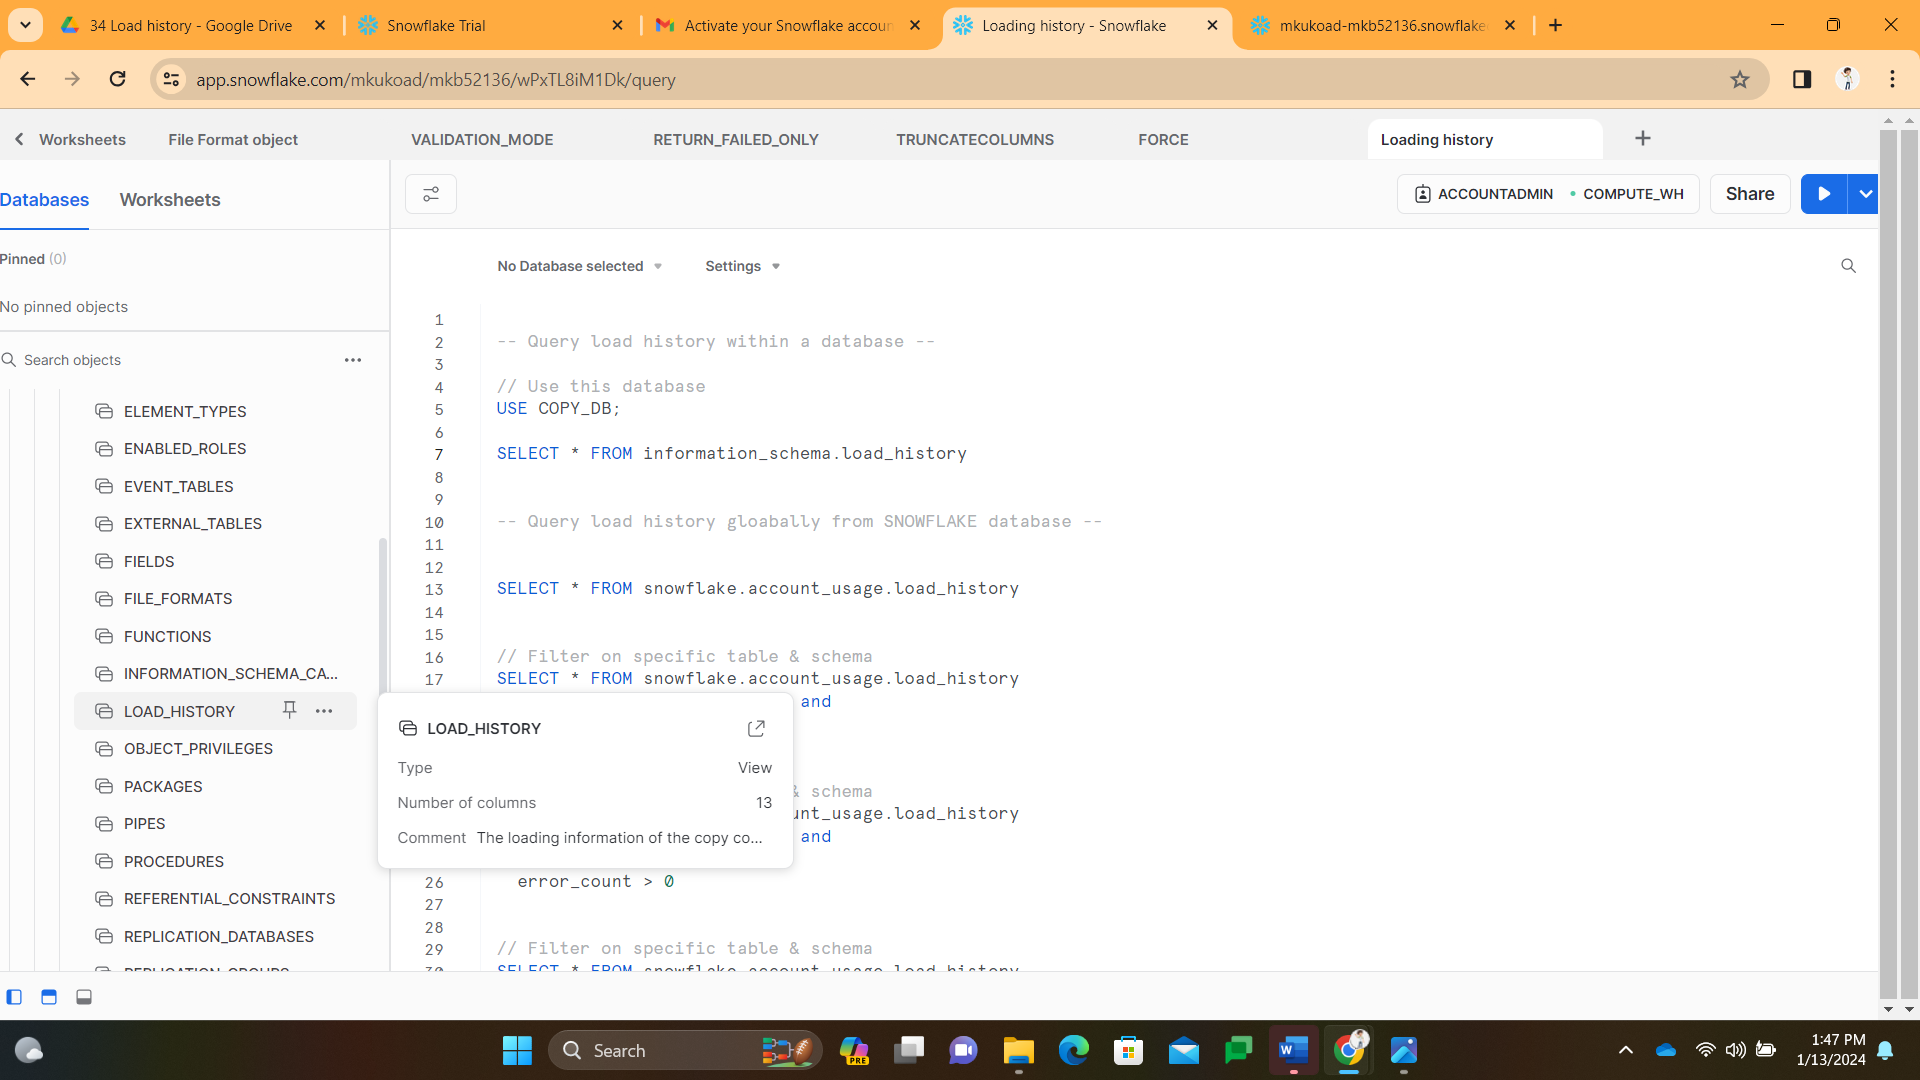 34 Load history - Google Drive
Snowflake Trial
Activate your Snowflake accoun
Loading history - Snowflake
mkukoad-mkb52136.snowflake
app.snowflake.com/mkukoad/mkb52136/wPxTL8iM1Dk/query
Worksheets
File Format object
VALIDATION_MODE
RETURN_FAILED_ONLY
TRUNCATECOLUMNS
FORCE
Loading history
Databases
Worksheets
ACCOUNTADMIN
COMPUTE_WH
Share
Pinned (0)
No pinned objects
Search objects
ELEMENT_TYPES
ENABLED_ROLES
EVENT_TABLES
EXTERNAL_TABLES
FIELDS
FILE_FORMATS
FUNCTIONS
INFORMATION_SCHEMA_CA...
LOAD_HISTORY
OBJECT_PRIVILEGES
PACKAGES
PIPES
PROCEDURES
REFERENTIAL_CONSTRAINTS
REPLICATION_DATABASES
No Database selected
Settings
1
2 -- Query load history within a database --
3
4 // Use this database
5 USE COPY_DB;
6
7 SELECT * FROM information_schema.load_history
8
9
10 -- Query load history gloabally from SNOWFLAKE database --
11
12
13 SELECT * FROM snowflake.account_usage.load_history
14
15
16 // Filter on specific table & schema
17 SELECT * FROM snowflake.account_usage.load_history
and
& schema
unt_usage.load_history
and
26 error_count > 0
27
28
29 // Filter on specific table & schema
30 SELECT * FROM snowflake.account_usage.load_history
LOAD_HISTORY
Type View
Number of columns 13
Comment The loading information of the copy co...
Search
PRE
1:47 PM
1/13/2024